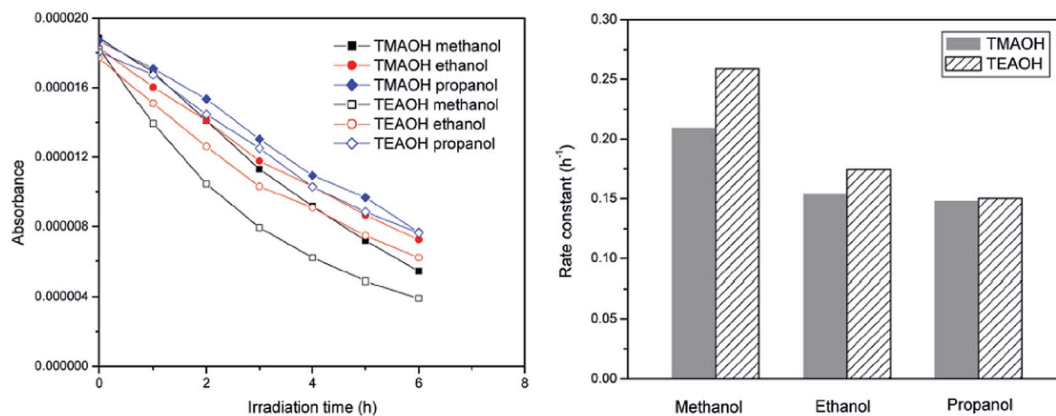 0.000020
0.000016
0.000012
0.000008
0.000004
0.000000
Absorbance
TMAOH methanol
TMAOH ethanol
TMAOH propanol
TEAOH methanol
TEAOH ethanol
TEAOH propanol
0 2 4 6 8
Irradiation time (h)
0.30
0.25
0.20
0.15
0.10
0.05
0.00
Rate constant (h⁻¹)
TMAOH
TEAOH
Methanol Ethanol Propanol